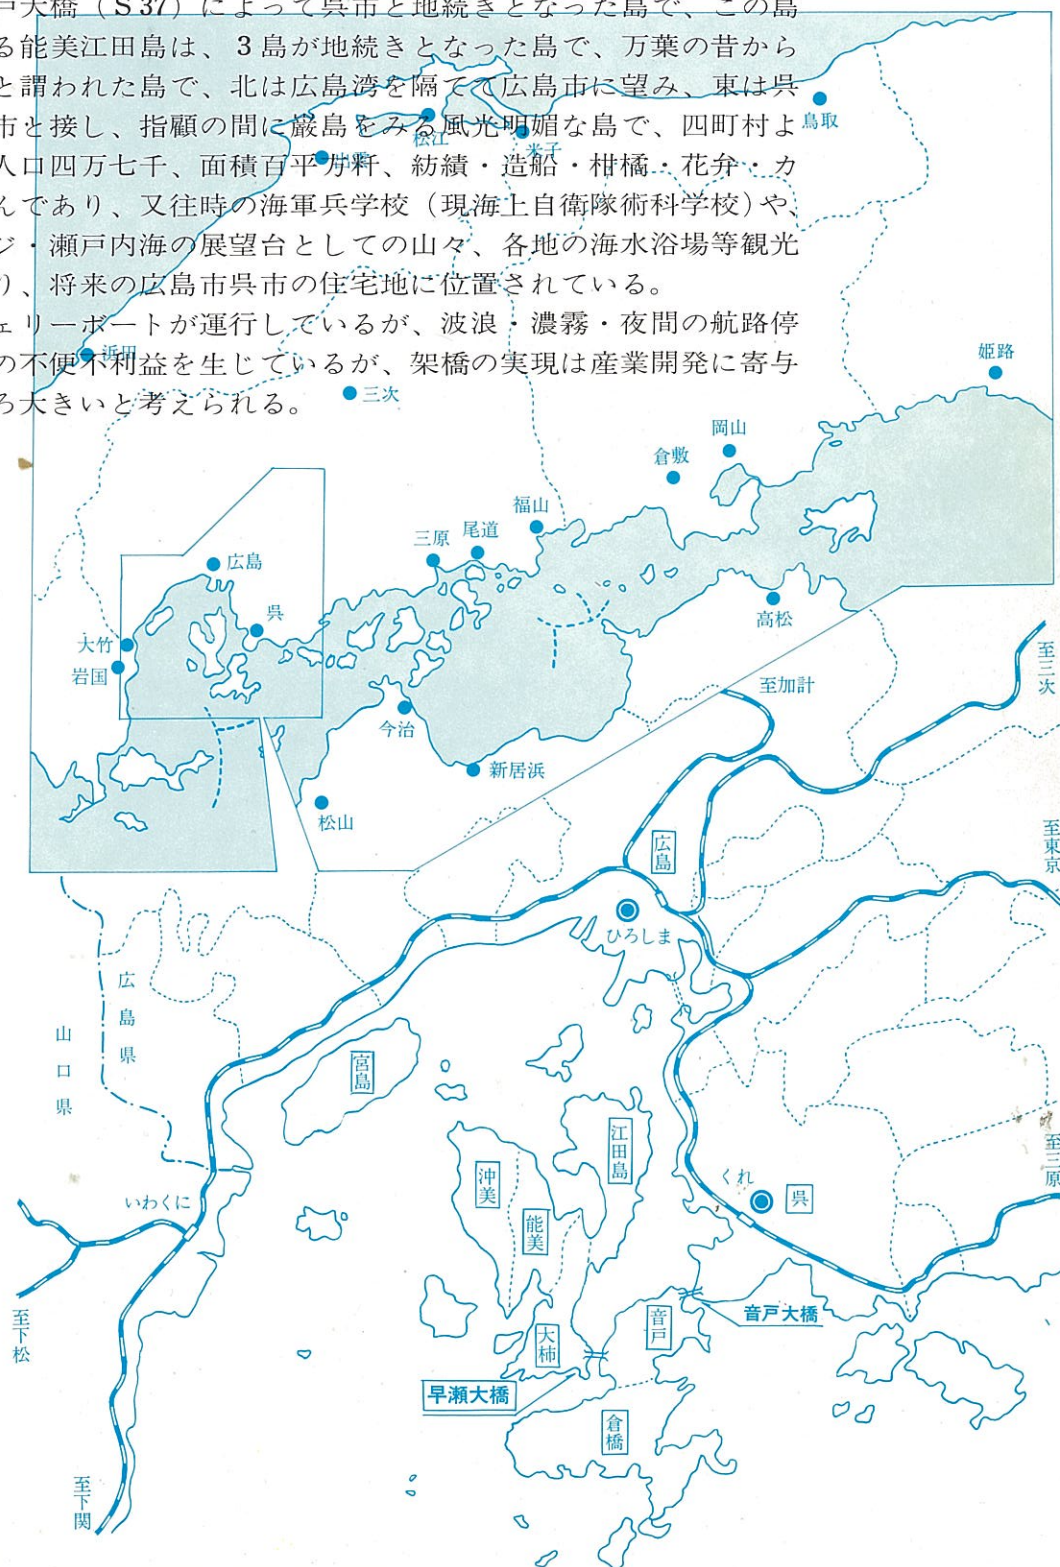 戸大橋（S 37）によって呉市と地続きとなった島で、この島
る能美江田島は、3島が地続きとなった島で、万葉の昔から
と謂われた島で、北は広島湾を隔てて広島市に望み、東は呉
市と接し、指顧の間に厳島をみる風光明媚な島で、四町村よ
人口四万七千、面積百平方粁、紡績・造船・柑橘・花弁・カ
んであり、又往時の海軍兵学校（現海上自衛隊術科学校）や、
ジ・瀬戸内海の展望台としての山々、各地の海水浴場等観光
り、将来の広島市呉市の住宅地に位置されている。
ェリーボートが運行しているが、波浪・濃霧・夜間の航路停
の不便不利益を生じているが、架橋の実現は産業開発に寄与
ろ大きいと考えられる。
鳥取
松江
米子
出雲
浜田
三次
姫路
岡山
倉敷
福山
尾道
三原
広島
呉
大竹
岩国
高松
今治
新居浜
松山
至加計
至三次
広島
至東京
ひろしま
広島県
山口県
宮島
江田島
沖美
能美
至三原
くれ
呉
いわくに
音戸大橋
音戸
大柿
至下松
早瀬大橋
倉橋
至下関